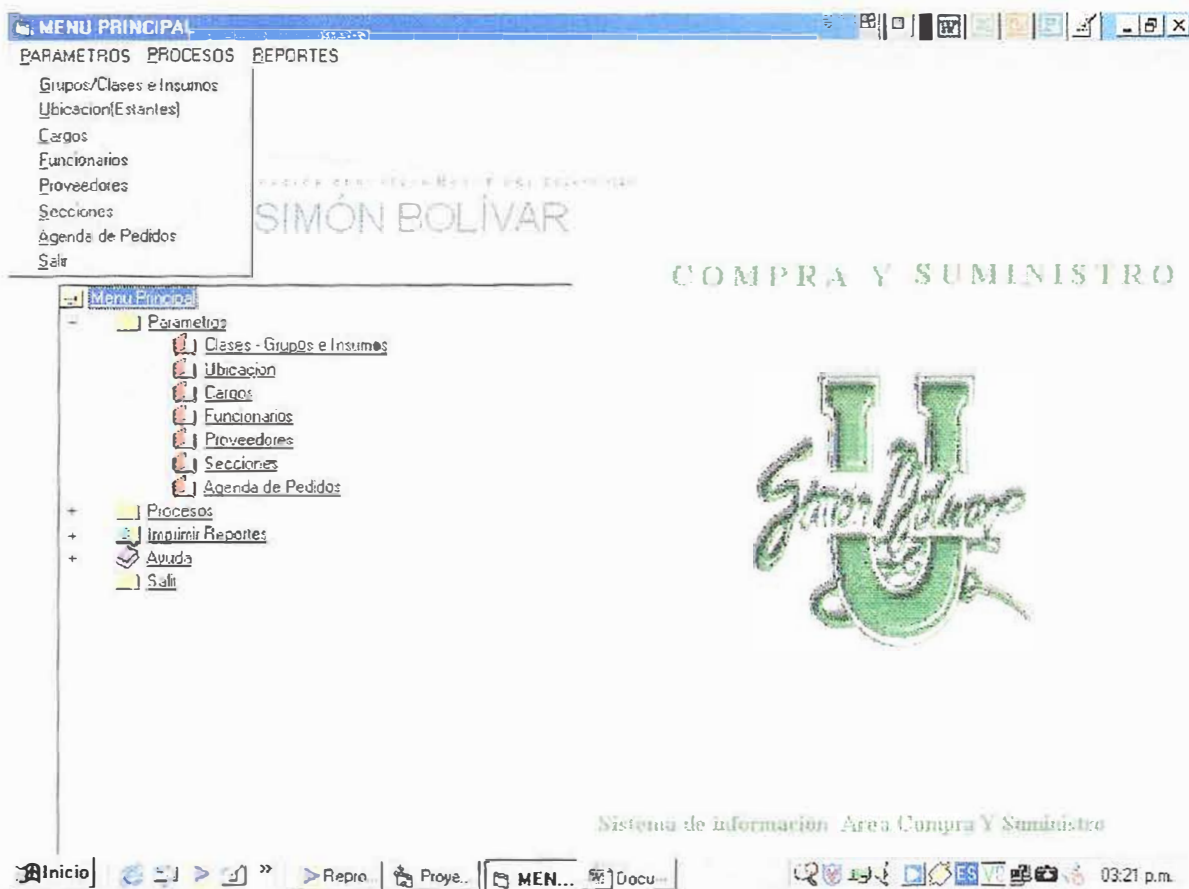 MENU PRINCIPAL
PARAMETROS PROCESOS REPORTES
Grupos/Clases e Insumos
Ubicacion(Estantes)
Cargos
Funcionarios
Proveedores
Secciones
Agenda de Pedidos
Salir
SIMÓN BOLÍVAR
COMPRA Y SUMINISTRO
Menu Principal
Parametros
Clases - Grupos e Insumos
Ubicacion
Cargos
Funcionarios
Proveedores
Secciones
Agenda de Pedidos
Procesos
Imprimir Reportes
Ayuda
Salir
Simón Bolívar
Sistema de información Area Compra Y Suministro
Inicio » Repro... Proye... MEN... Docu... ES 03:21 p.m.